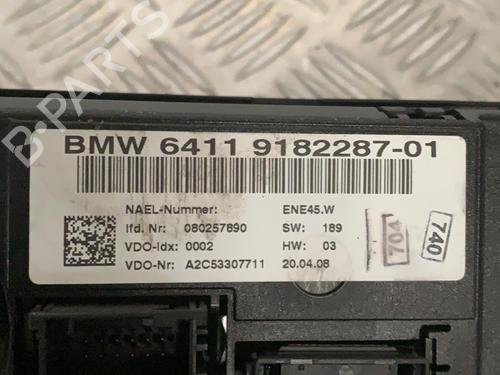 BMW 6411 9182287-01
NAEL-Nummer: ENE45.W
lfd. Nr: 080257890 SW: 189
VDO-Idx: 0002 HW: 03
VDO-Nr: A2C53307711 20.04.08
704
740
B-PARTS